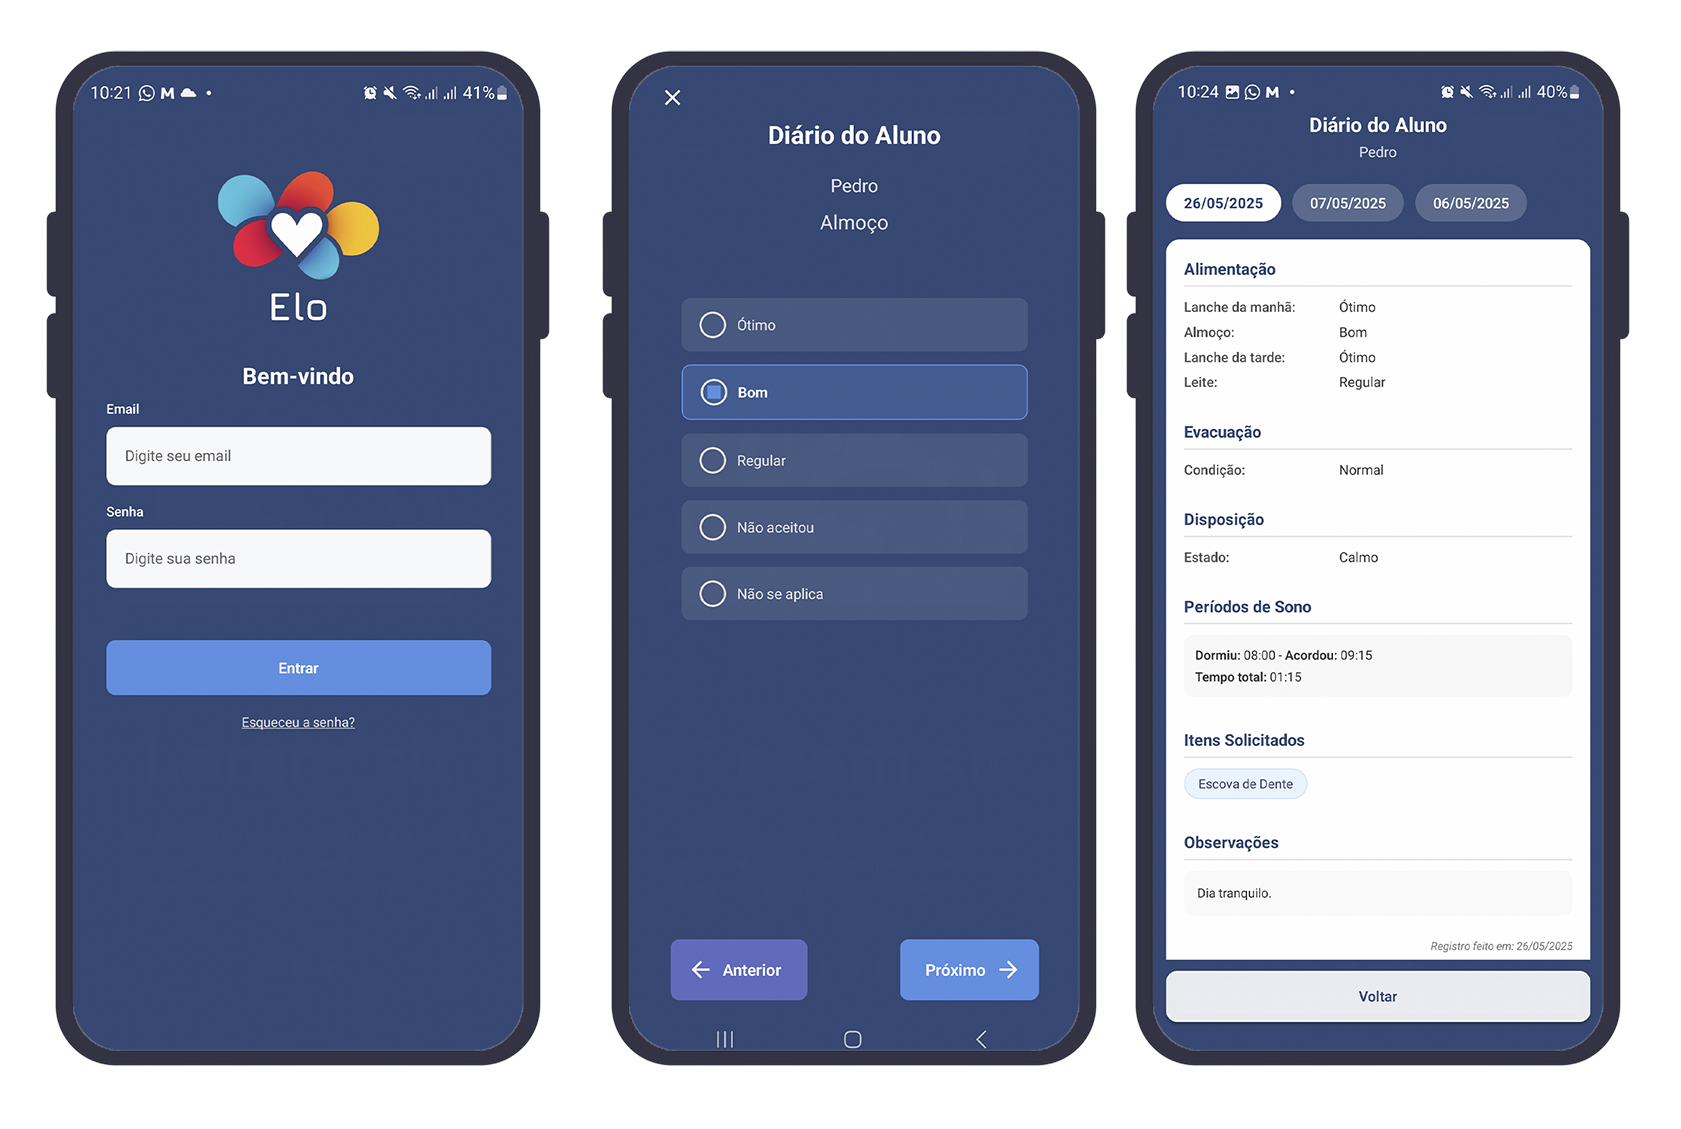 10:21 M 41%
Elo
Bem-vindo
Email
Digite seu email
Senha
Digite sua senha
Entrar
Esqueceu a senha?
Diário do Aluno
Pedro
Almoço
Ótimo
Bom
Regular
Não aceitou
Não se aplica
Anterior
Próximo
10:24 M 40%
Diário do Aluno
Pedro
26/05/2025 07/05/2025 06/05/2025
Alimentação
Lanche da manhã: Ótimo
Almoço: Bom
Lanche da tarde: Ótimo
Leite: Regular
Evacuação
Condição: Normal
Disposição
Estado: Calmo
Períodos de Sono
Dormiu: 08:00 - Acordou: 09:15
Tempo total: 01:15
Itens Solicitados
Escova de Dente
Observações
Dia tranquilo.
Registro feito em: 26/05/2025
Voltar